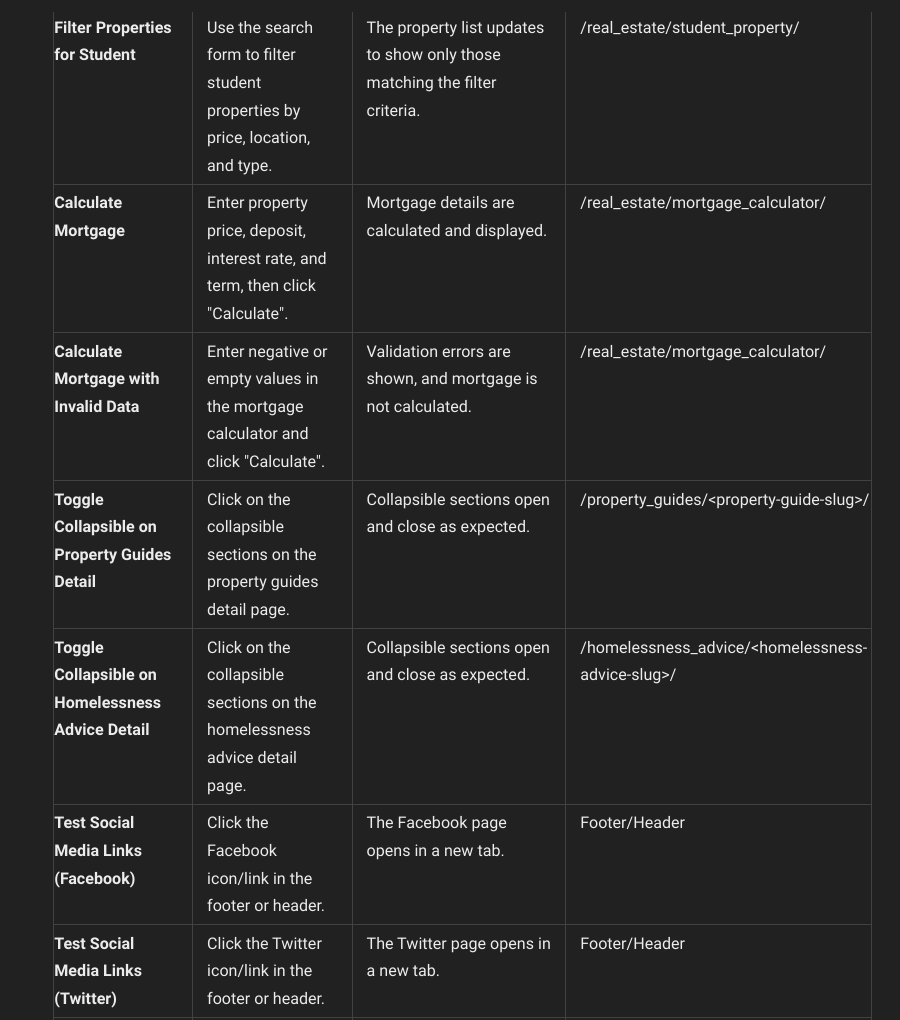 Filter Properties
for Student
Use the search
form to filter
student
properties by
price, location,
and type.
The property list updates
to show only those
matching the filter
criteria.
/real_estate/student_property/
Calculate
Mortgage
Enter property
price, deposit,
interest rate, and
term, then click
"Calculate".
Mortgage details are
calculated and displayed.
/real_estate/mortgage_calculator/
Calculate
Mortgage with
Invalid Data
Enter negative or
empty values in
the mortgage
calculator and
click "Calculate".
Validation errors are
shown, and mortgage is
not calculated.
/real_estate/mortgage_calculator/
Toggle
Collapsible on
Property Guides
Detail
Click on the
collapsible
sections on the
property guides
detail page.
Collapsible sections open
and close as expected.
/property_guides/<property-guide-slug>/
Toggle
Collapsible on
Homelessness
Advice Detail
Click on the
collapsible
sections on the
homelessness
advice detail
page.
Collapsible sections open
and close as expected.
/homelessness_advice/<homelessness-
advice-slug>/
Test Social
Media Links
(Facebook)
Click the
Facebook
icon/link in the
footer or header.
The Facebook page
opens in a new tab.
Footer/Header
Test Social
Media Links
(Twitter)
Click the Twitter
icon/link in the
footer or header.
The Twitter page opens in
a new tab.
Footer/Header